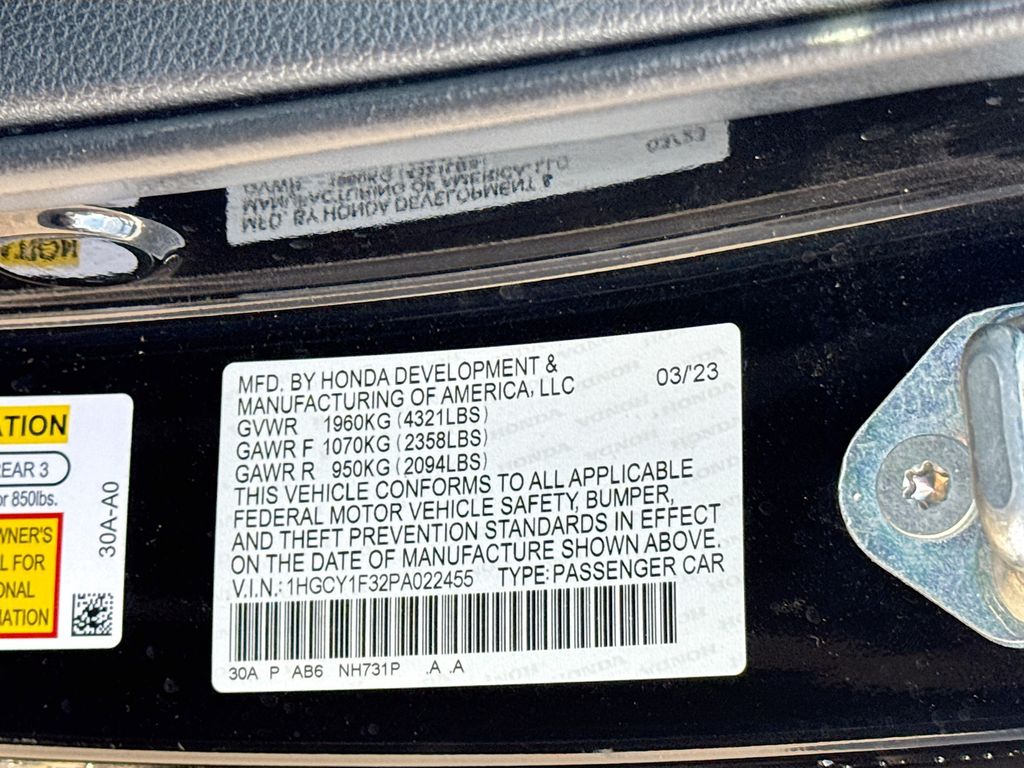 MFD. BY HONDA DEVELOPMENT &
MANUFACTURING OF AMERICA, LLC 03/'23
GVWR 1960KG (4321LBS)
GAWR F 1070KG (2358LBS)
GAWR R 950KG (2094LBS)
THIS VEHICLE CONFORMS TO ALL APPLICABLE
FEDERAL MOTOR VEHICLE SAFETY, BUMPER,
AND THEFT PREVENTION STANDARDS IN EFFECT
ON THE DATE OF MANUFACTURE SHOWN ABOVE.
V.I.N.: 1HGCY1F32PA022455 TYPE: PASSENGER CAR
30A P AB6 NH731P .A .A
ATION
REAR 3
or 850lbs.
WNER'S
L FOR
ONAL
MATION
30A-A0